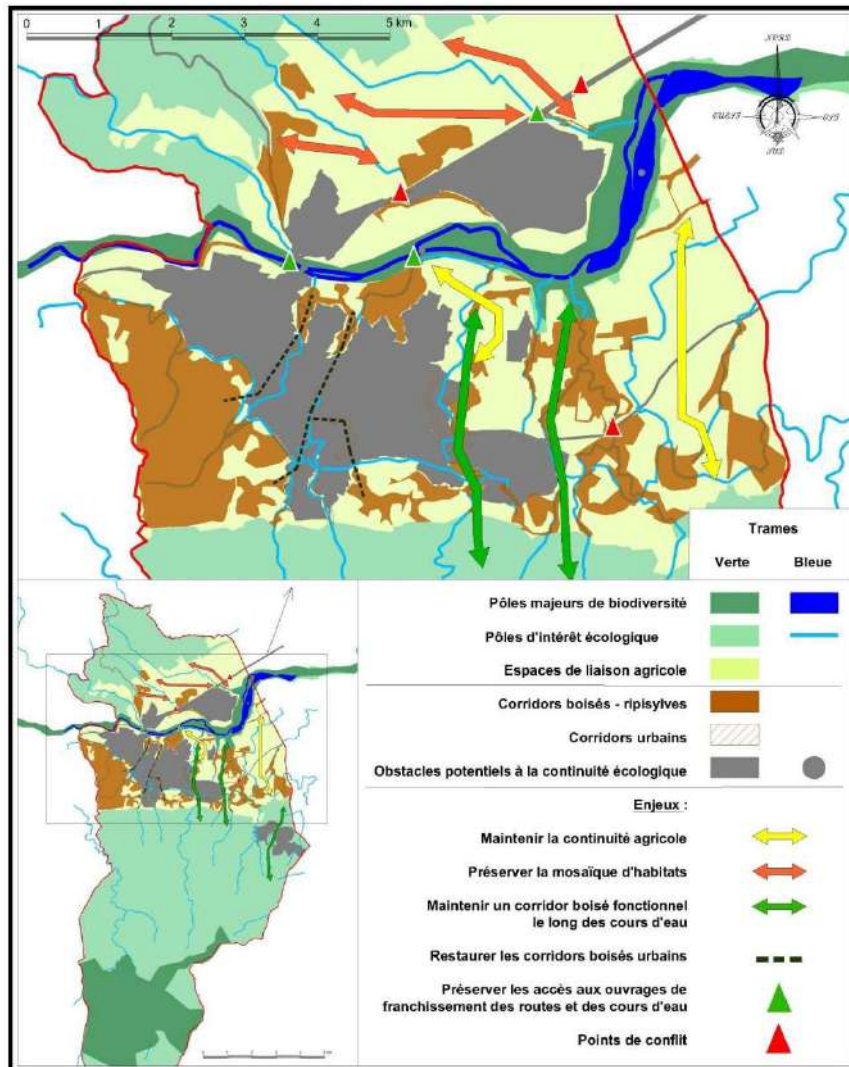 0 1 2 3 4 5 km
Trames
Verte Bleue
Pôles majeurs de biodiversité
Pôles d'intérêt écologique
Espaces de liaison agricole
Corridors boisés - ripisylves
Corridors urbains
Obstacles potentiels à la continuité écologique
Enjeux :
Maintenir la continuité agricole
Préserver la mosaïque d'habitats
Maintenir un corridor boisé fonctionnel
le long des cours d'eau
Restaurer les corridors boisés urbains
Préserver les accès aux ouvrages de
franchissement des routes et des cours d'eau
Points de conflit